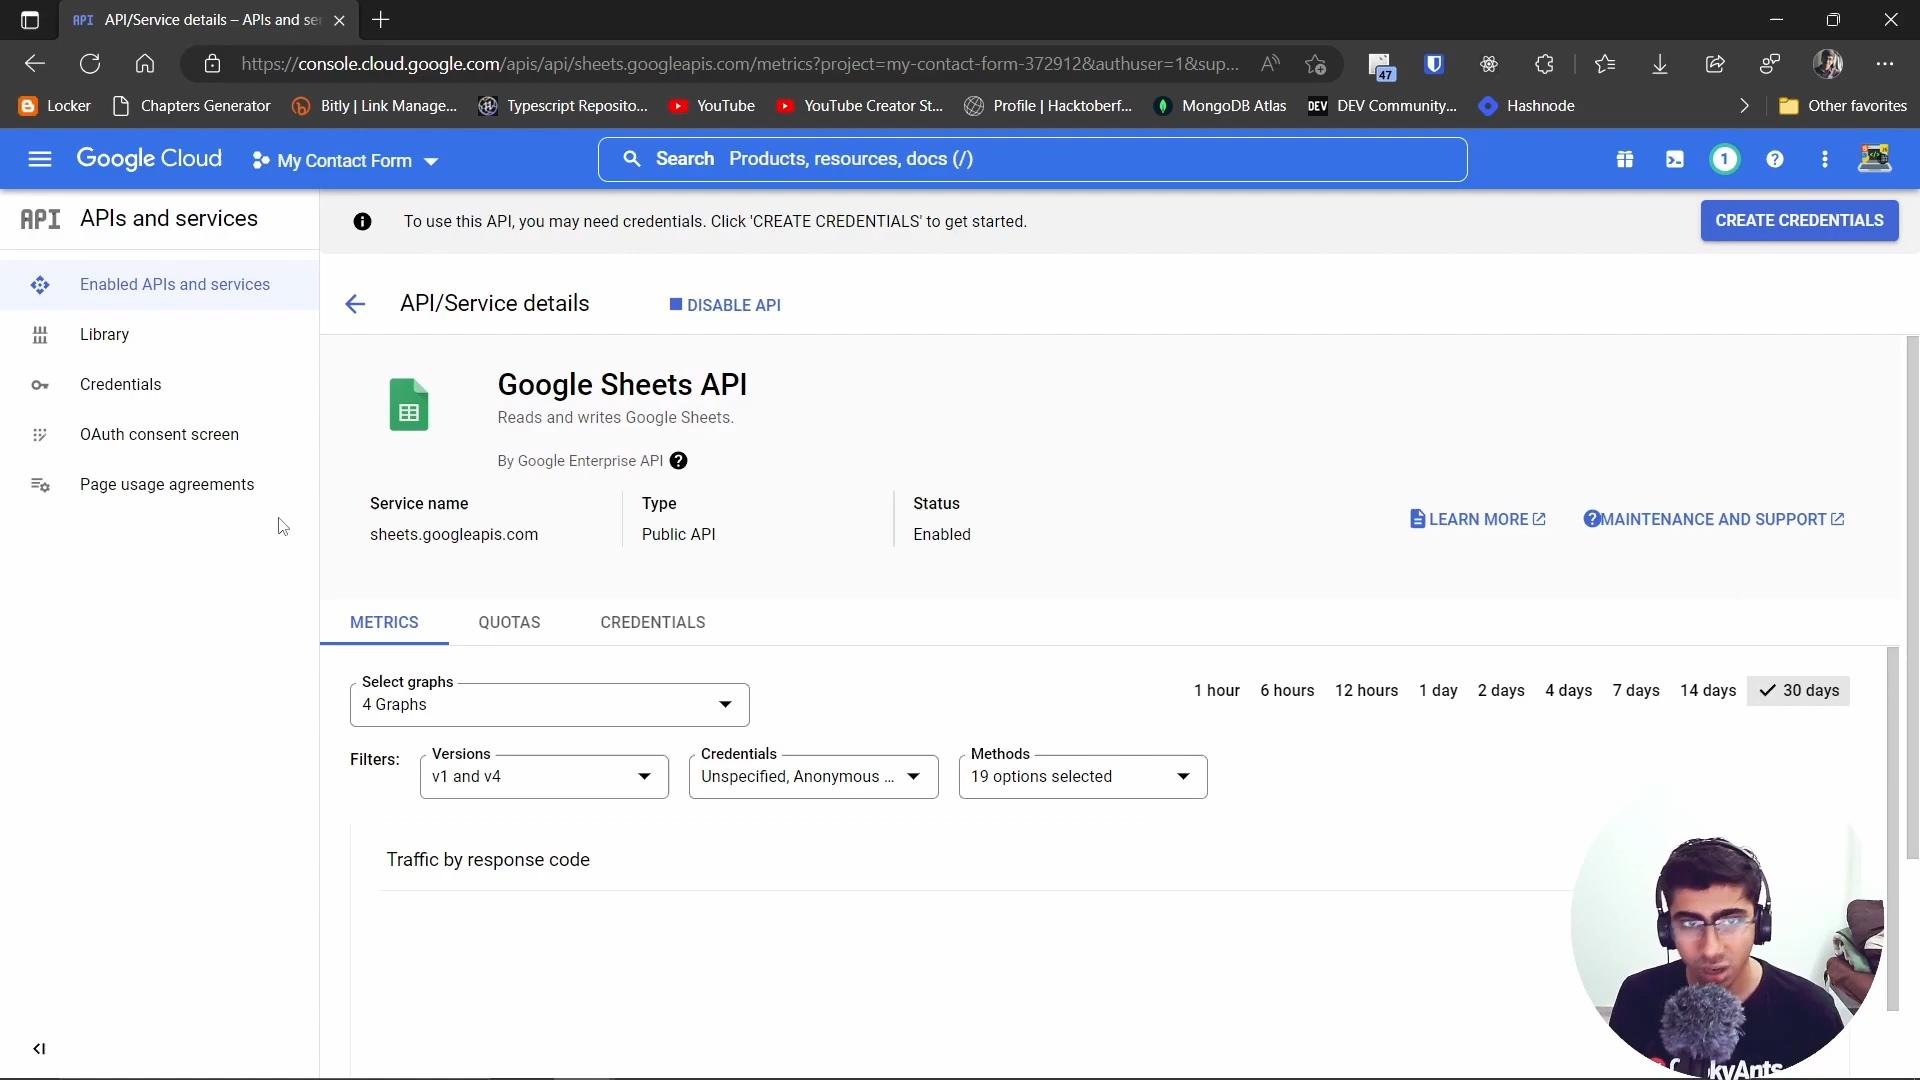 API/Service details – APIs and se
https://console.cloud.google.com/apis/api/sheets.googleapis.com/metrics?project=my-contact-form-372912&authuser=1&sup...
47
Locker
Chapters Generator
Bitly | Link Manage...
Typescript Reposito...
YouTube
YouTube Creator St...
Profile | Hacktoberf...
MongoDB Atlas
DEV
DEV Community...
Hashnode
Other favorites
Google Cloud
My Contact Form
Search Products, resources, docs (/)
1
API APIs and services
To use this API, you may need credentials. Click 'CREATE CREDENTIALS' to get started.
CREATE CREDENTIALS
Enabled APIs and services
Library
Credentials
OAuth consent screen
Page usage agreements
API/Service details
DISABLE API
Google Sheets API
Reads and writes Google Sheets.
By Google Enterprise API
Service name
sheets.googleapis.com
Type
Public API
Status
Enabled
LEARN MORE
MAINTENANCE AND SUPPORT
METRICS
QUOTAS
CREDENTIALS
Select graphs
4 Graphs
1 hour
6 hours
12 hours
1 day
2 days
4 days
7 days
14 days
30 days
Filters:
Versions
v1 and v4
Credentials
Unspecified, Anonymous ...
Methods
19 options selected
Traffic by response code